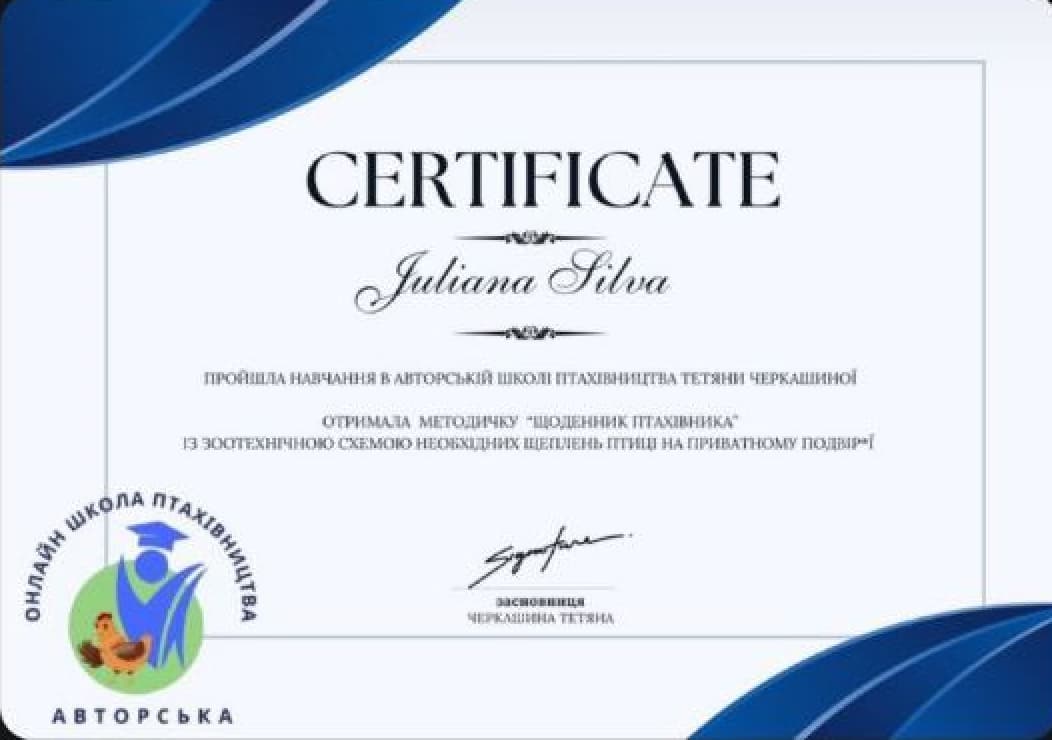 CERTIFICATE
Juliana Silva
ПРОЙШЛА НАВЧАННЯ В АВТОРСЬКІЙ ШКОЛІ ПТАХІВНИЦТВА ТЕТЯНИ ЧЕРКАШИНОЇ
ОТРИМАЛА МЕТОДИЧКУ "ЩОДЕННИК ПТАХІВНИКА"
ІЗ ЗООТЕХНІЧНОЮ СХЕМОЮ НЕОБХІДНИХ ЩЕПЛЕНЬ ПТИЦІ НА ПРИВАТНОМУ ПОДВІР*Ї
Signature
засновниця
ЧЕРКАШИНА ТЕТЯНА
ОНЛАЙН ШКОЛА ПТАХІВНИЦТВА
АВТОРСЬКА